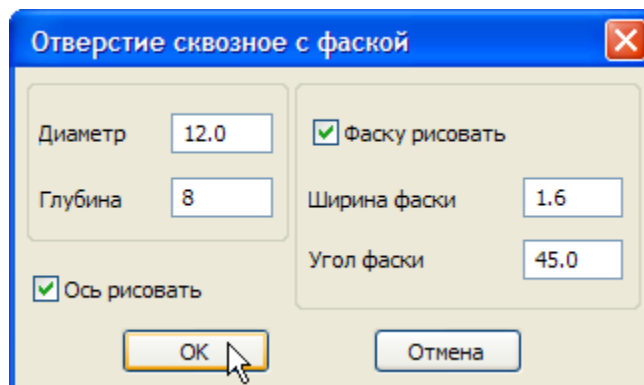 Отверстие сквозное с фаской
Диаметр 12.0
Глубина 8
Ось рисовать
Фаску рисовать
Ширина фаски 1.6
Угол фаски 45.0
OK Отмена